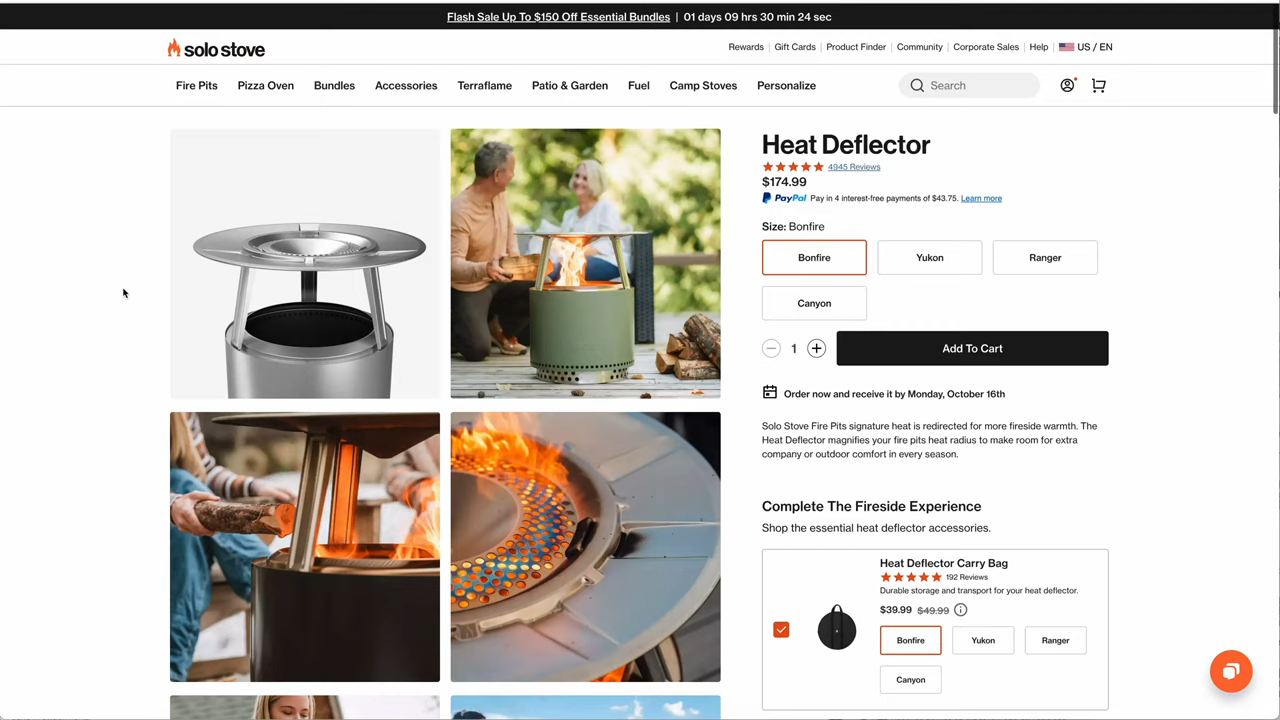 Flash Sale Up To $150 Off Essential Bundles | 01 days 09 hrs 30 min 24 sec
solo stove
Rewards | Gift Cards | Product Finder | Community | Corporate Sales | Help | US / EN
Fire Pits Pizza Oven Bundles Accessories Terraflame Patio & Garden Fuel Camp Stoves Personalize Search
Heat Deflector
4945 Reviews
$174.99
PayPal Pay in 4 interest-free payments of $43.75. Learn more
Size: Bonfire
Bonfire Yukon Ranger
Canyon
1 Add To Cart
Order now and receive it by Monday, October 16th
Solo Stove Fire Pits signature heat is redirected for more fireside warmth. The
Heat Deflector magnifies your fire pits heat radius to make room for extra
company or outdoor comfort in every season.
Complete The Fireside Experience
Shop the essential heat deflector accessories.
Heat Deflector Carry Bag
192 Reviews
Durable storage and transport for your heat deflector.
$39.99 $49.99
Bonfire Yukon Ranger
Canyon